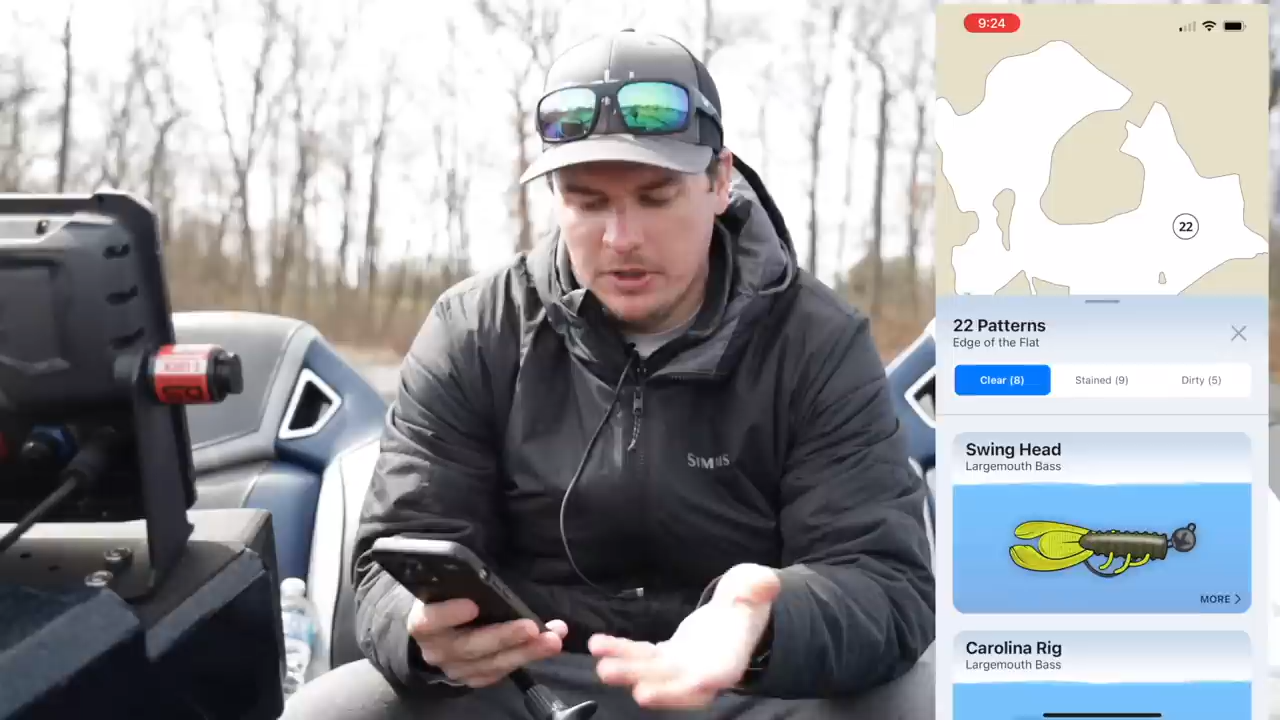 9:24
22
22 Patterns
Edge of the Flat
Clear (8)
Stained (9)
Dirty (5)
Swing Head
Largemouth Bass
MORE
Carolina Rig
Largemouth Bass
SIMMS